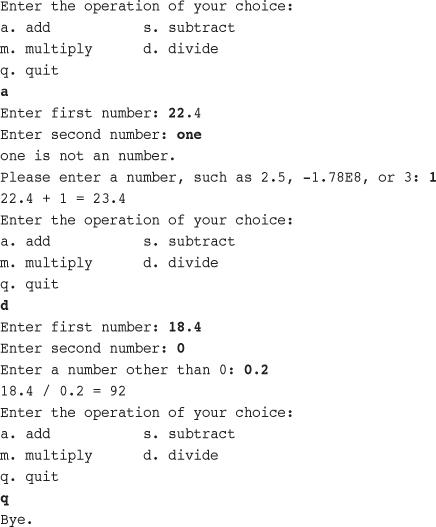 Enter the operation of your choice:
a. add          s. subtract
m. multiply     d. divide
q. quit
a
Enter first number: 22.4
Enter second number: one
one is not an number.
Please enter a number, such as 2.5, -1.78E8, or 3: 1
22.4 + 1 = 23.4
Enter the operation of your choice:
a. add          s. subtract
m. multiply     d. divide
q. quit
d
Enter first number: 18.4
Enter second number: 0
Enter a number other than 0: 0.2
18.4 / 0.2 = 92
Enter the operation of your choice:
a. add          s. subtract
m. multiply     d. divide
q. quit
q
Bye.